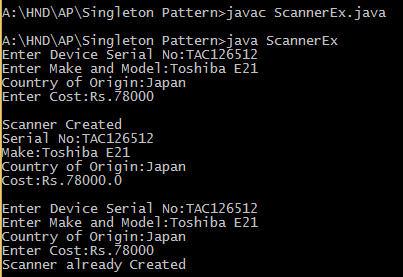 A:\HND\AP\Singleton Pattern>javac ScannerEx.java
A:\HND\AP\Singleton Pattern>java ScannerEx
Enter Device Serial No:TAC126512
Enter Make and Model:Toshiba E21
Country of Origin:Japan
Enter Cost:Rs.78000
Scanner Created
Serial No:TAC126512
Make:Toshiba E21
Country of Origin:Japan
Cost:Rs.78000.0
Enter Device Serial No:TAC126512
Enter Make and Model:Toshiba E21
Country of Origin:Japan
Enter Cost:Rs.78000
Scanner already Created